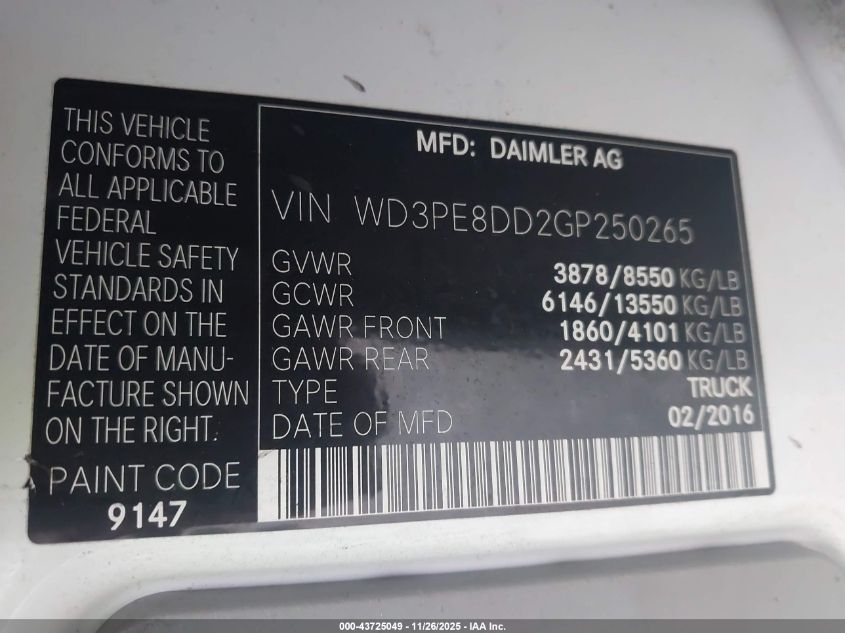 THIS VEHICLE
CONFORMS TO
ALL APPLICABLE
FEDERAL
VEHICLE SAFETY
STANDARDS IN
EFFECT ON THE
DATE OF MANU-
FACTURE SHOWN
ON THE RIGHT.
PAINT CODE
9147
MFD: DAIMLER AG
VIN WD3PE8DD2GP250265
GVWR 3878/8550 KG/LB
GCWR 6146/13550 KG/LB
GAWR FRONT 1860/4101 KG/LB
GAWR REAR 2431/5360 KG/LB
TYPE TRUCK
DATE OF MFD 02/2016
000-43725049 - 11/26/2025 - IAA Inc.